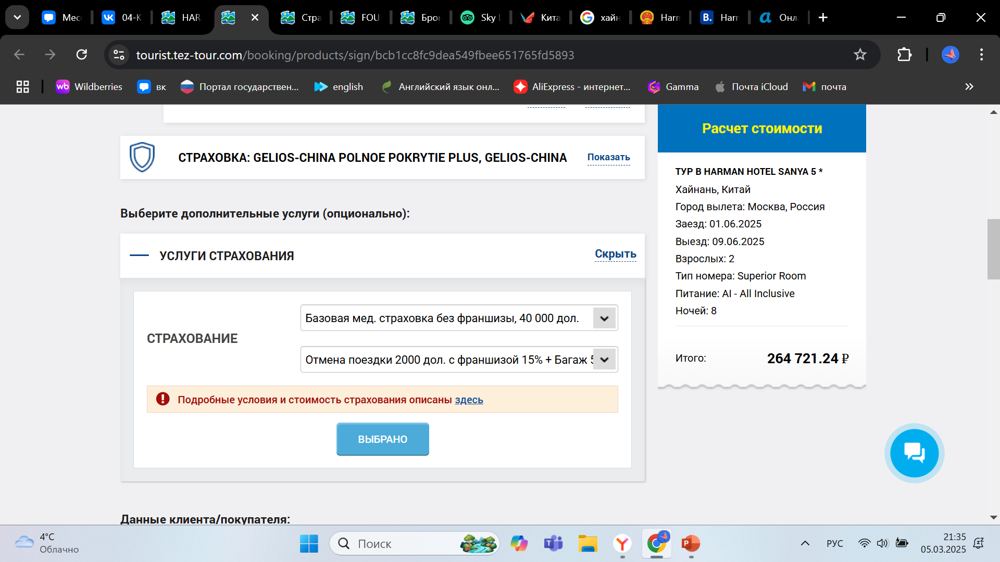 Месс
04-К
HAR
Стра
FOU
Брон
Sky L
Кита
хайн
Harm
B.
Harm
Онл
tourist.tez-tour.com/booking/products/sign/bcb1cc8fc9dea549fbee651765fd5893
wb Wildberries
вк
Портал государствен...
english
Английский язык онл...
AliExpress - интернет...
Gamma
Почта iCloud
почта
СТРАХОВКА: GELIOS-CHINA POLNOE POKRYTIE PLUS, GELIOS-CHINA
Показать
Выберите дополнительные услуги (опционально):
УСЛУГИ СТРАХОВАНИЯ
Скрыть
СТРАХОВАНИЕ
Базовая мед. страховка без франшизы, 40 000 дол.
Отмена поездки 2000 дол. с франшизой 15% + Багаж 5
Подробные условия и стоимость страхования описаны здесь
ВЫБРАНО
Данные клиента/покупателя:
Расчет стоимости
ТУР В HARMAN HOTEL SANYA 5 *
Хайнань, Китай
Город вылета: Москва, Россия
Заезд: 01.06.2025
Выезд: 09.06.2025
Взрослых: 2
Тип номера: Superior Room
Питание: AI - All Inclusive
Ночей: 8
Итого: 264 721.24 ₽
4°C
Облачно
Поиск
РУС
21:35
05.03.2025